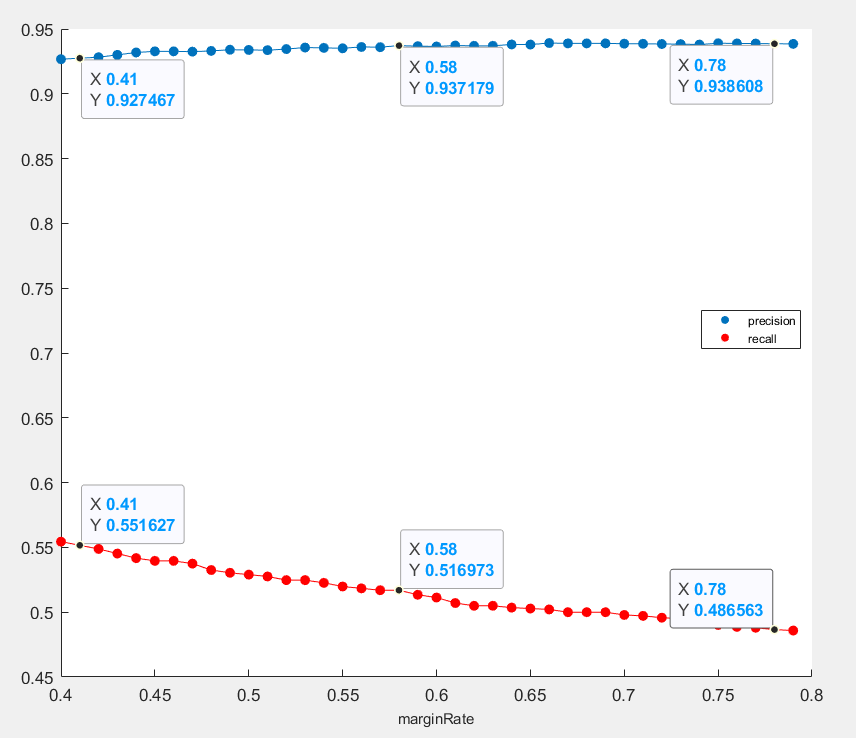 0.95
X 0.41
Y 0.927467
X 0.58
Y 0.937179
X 0.78
Y 0.938608
0.9
0.85
0.8
0.75
precision
recall
0.7
0.65
0.6
X 0.41
Y 0.551627
X 0.58
Y 0.516973
X 0.78
Y 0.486563
0.55
0.5
0.45
0.4 0.45 0.5 0.55 0.6 0.65 0.7 0.75 0.8
marginRate